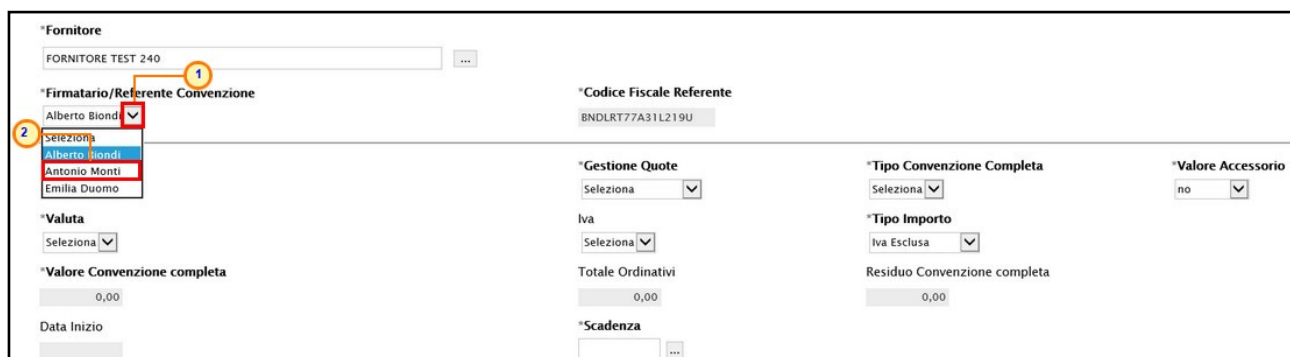 *Fornitore
FORNITORE TEST 240
...
1
*Firmatario/Referente Convenzione
*Codice Fiscale Referente
Alberto Biondi
BNDLRT77A31L219U
2
Seleziona
Alberto Biondi
Antonio Monti
Emilia Duomo
*Gestione Quote
*Tipo Convenzione Completa
*Valore Accessorio
Seleziona
Seleziona
no
*Valuta
Iva
*Tipo Importo
Seleziona
Seleziona
Iva Esclusa
*Valore Convenzione completa
Totale Ordinativi
Residuo Convenzione completa
0,00
0,00
0,00
Data Inizio
*Scadenza
...